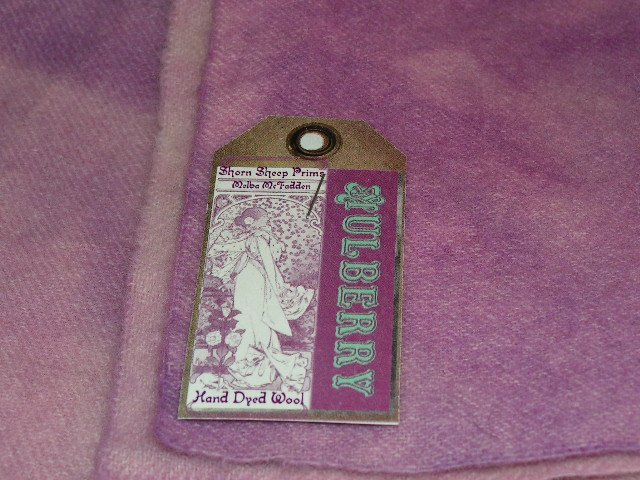 Shorn Sheep Prims
Melba McFadden
MULBERRY
Hand Dyed Wool